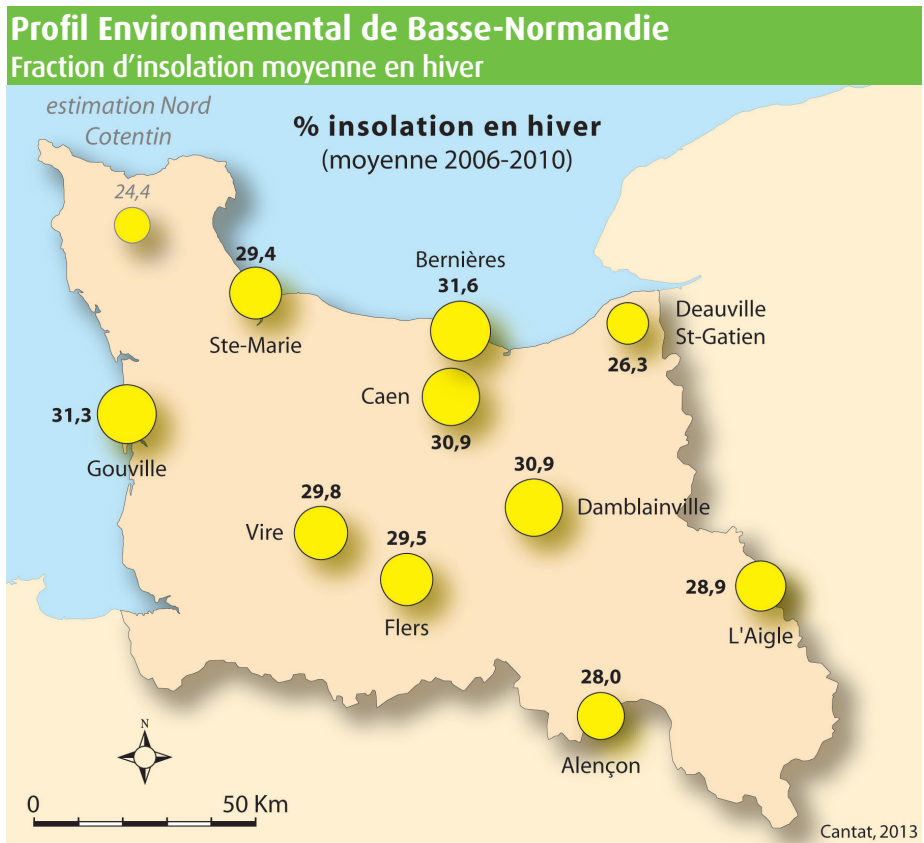 Profil Environnemental de Basse-Normandie
Fraction d’insolation moyenne en hiver
estimation Nord
Cotentin
% insolation en hiver
(moyenne 2006-2010)
24,4
29,4
Ste-Marie
Bernières
31,6
Deauville
St-Gatien
26,3
Caen
30,9
31,3
Gouville
30,9
Damblainville
29,8
Vire
29,5
Flers
28,9
L'Aigle
28,0
Alençon
N
0 50 Km
Cantat, 2013